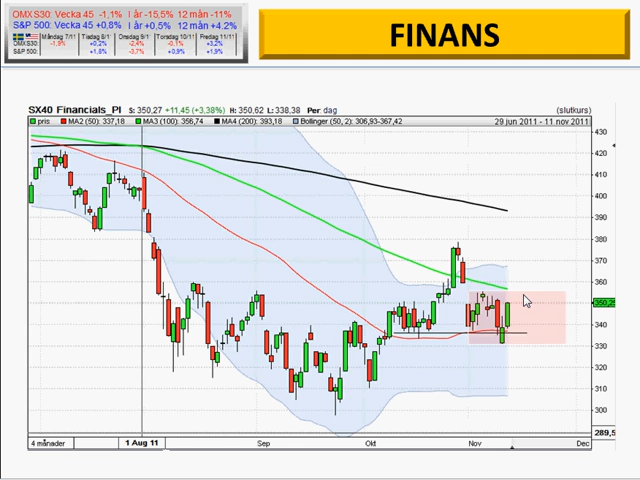 OMXS30: Vecka 45 -1,1% I år -15,5% 12 mån -11%
S&P 500: Vecka 45 +0,8% I år +0,5% 12 mån +4.2%
Måndag 7/11 Tisdag 8/11 Onsdag 9/11 Torsdag 10/11 Fredag 11/11
OMXS30: -1,9% +0,2% -2,4% -0,1% +3,2%
S&P 500: +1,8% -3,7% +0,9% +1,9%
FINANS
SX40 Financials_PI S: 350,27 +11,45 (+3,38%) H: 350,62 L: 338,38 Per dag (slutkurs)
pris MA2 (50): 337,18 MA3 (100): 356,74 MA4 (200): 393,18 Bollinger (50, 2): 306,93-367,42 29 jun 2011 - 11 nov 2011
430
420
410
400
390
380
370
360
350,25
340
330
320
310
300
289,5
4 månader 1 Aug 11 Sep Okt Nov Dec